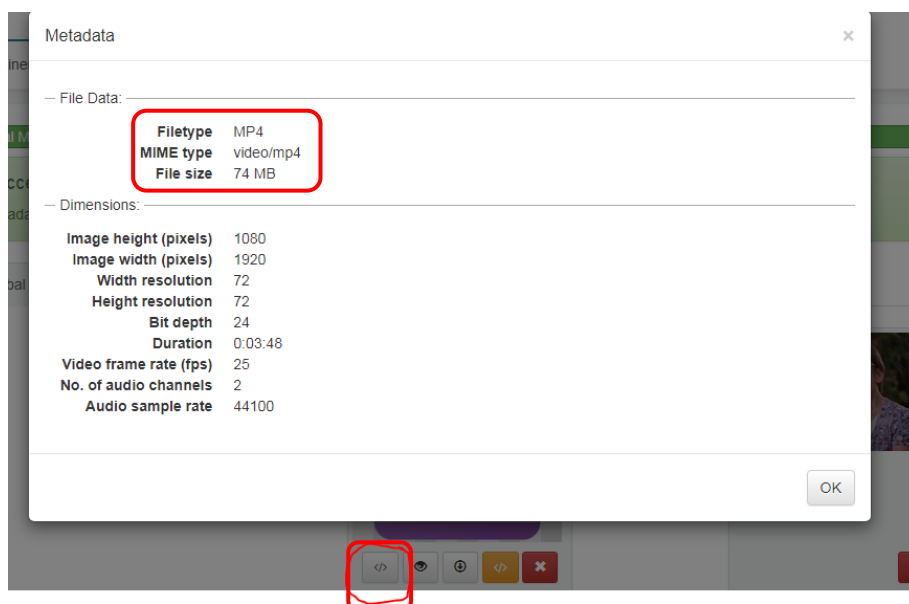 Metadata ×
File Data:
Filetype MP4
MIME type video/mp4
File size 74 MB
Dimensions:
Image height (pixels) 1080
Image width (pixels) 1920
Width resolution 72
Height resolution 72
Bit depth 24
Duration 0:03:48
Video frame rate (fps) 25
No. of audio channels 2
Audio sample rate 44100
OK